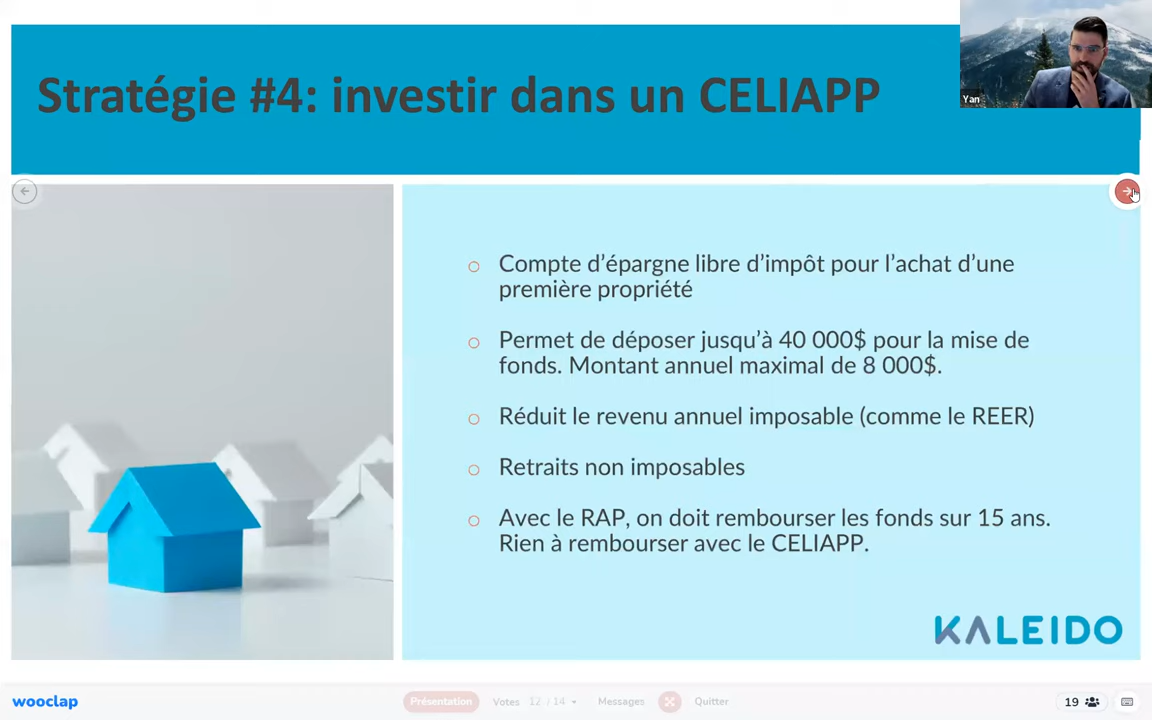 Stratégie #4: investir dans un CELIAPP
Yan
Compte d’épargne libre d’impôt pour l’achat d’une
première propriété
Permet de déposer jusqu’à 40 000$ pour la mise de
fonds. Montant annuel maximal de 8 000$.
Réduit le revenu annuel imposable (comme le REER)
Retraits non imposables
Avec le RAP, on doit rembourser les fonds sur 15 ans.
Rien à rembourser avec le CELIAPP.
KALEIDO
wooclap
Présentation Votes 12 / 14 Messages Quitter
19